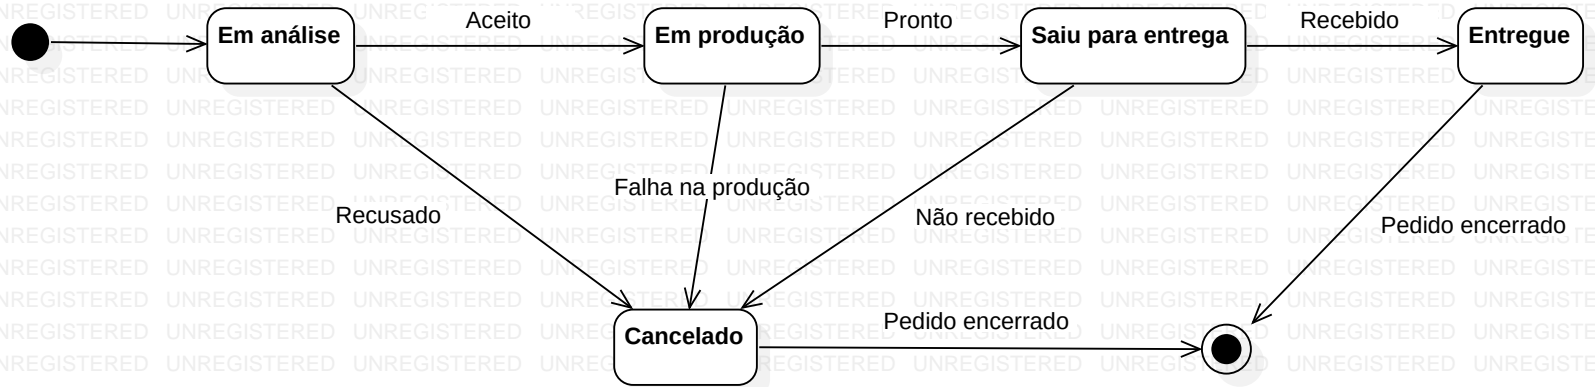 Em análise
Aceito
Em produção
Pronto
Saiu para entrega
Recebido
Entregue
Recusado
Falha na produção
Não recebido
Pedido encerrado
Cancelado
Pedido encerrado
UNREGISTERED